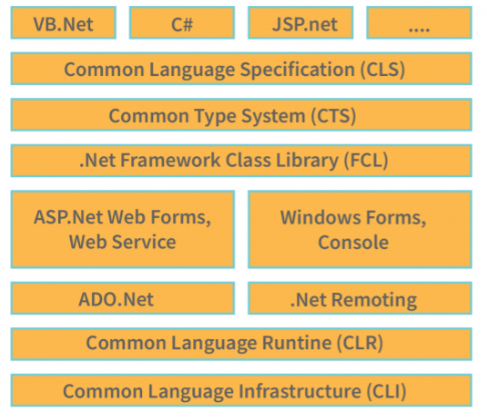 VB.Net
C#
JSP.net
....
Common Language Specification (CLS)
Common Type System (CTS)
.Net Framework Class Library (FCL)
ASP.Net Web Forms,
Web Service
Windows Forms,
Console
ADO.Net
.Net Remoting
Common Language Runtime (CLR)
Common Language Infrastructure (CLI)